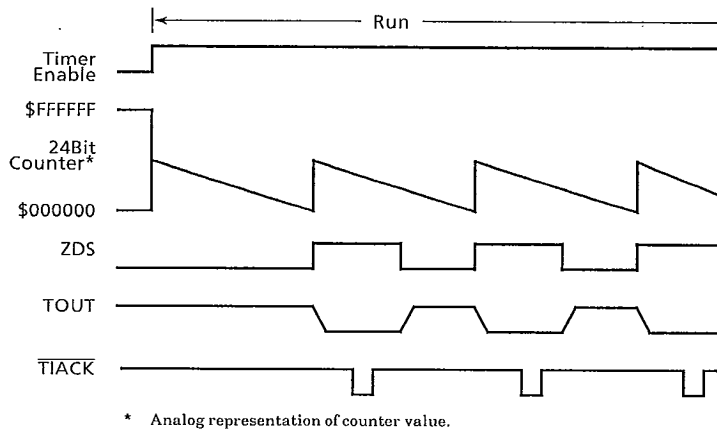 Run
Timer
Enable
$FFFFFF
24Bit
Counter*
$000000
ZDS
TOUT
TIACK
* Analog representation of counter value.